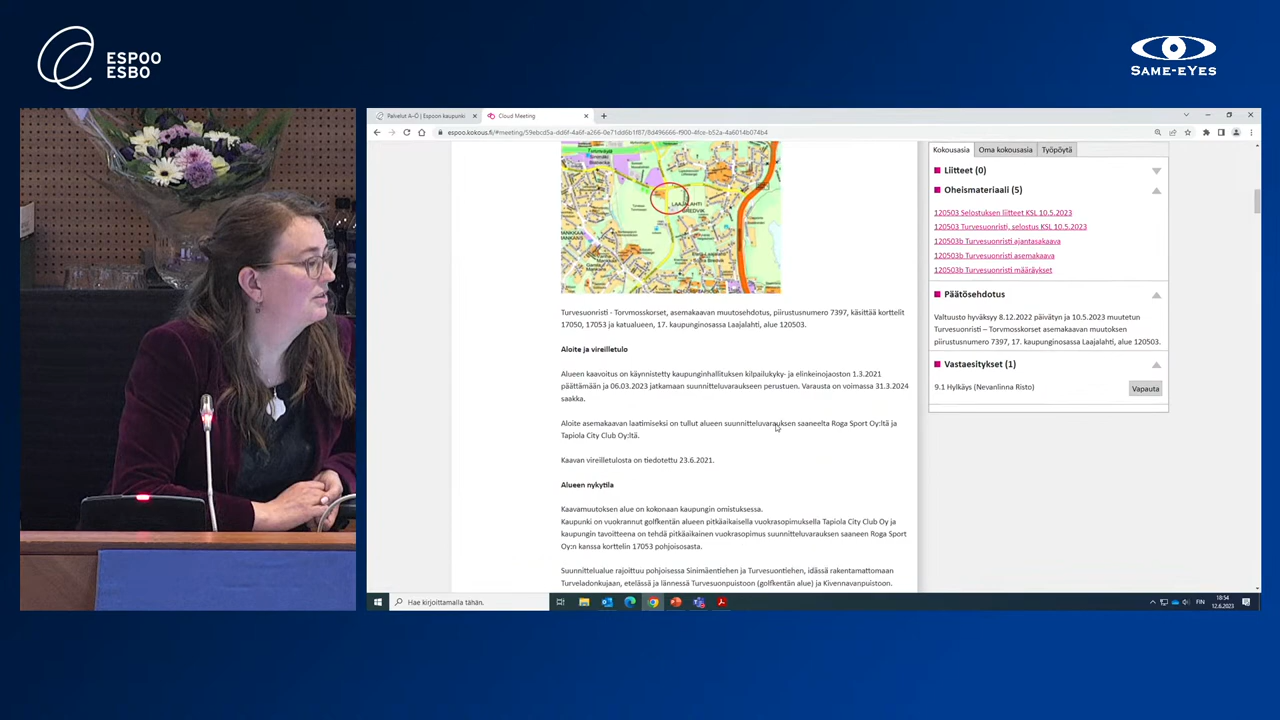 ESPOO
ESBO
SAME-EYES
Palvelut A-Ö | Espoon kaupunki
Cloud Meeting
espoo.kokous.fi/#meeting/59ebcd5a-dd6f-4a6f-a266-0e71dd6b1f87/8d496666-f900-4fce-b52a-4a6014b074b4
LAAJALAHTI
BREDVIK
Turvesuonristi - Torvmosskorset, asemakaavan muutosehdotus, piirustusnumero 7397, käsittää korttelit
17050, 17053 ja katualueen, 17. kaupunginosassa Laajalahti, alue 120503.
Aloite ja vireilletulo
Alueen kaavoitus on käynnistetty kaupunginhallituksen kilpailukyky- ja elinkeinojaoston 1.3.2021
päättämään ja 06.03.2023 jatkamaan suunnitteluvaraukseen perustuen. Varausta on voimassa 31.3.2024
saakka.
Aloite asemakaavan laatimiseksi on tullut alueen suunnitteluvarauksen saaneelta Roga Sport Oy:ltä ja
Tapiola City Club Oy:ltä.
Kaavan vireilletulosta on tiedotettu 23.6.2021.
Alueen nykytila
Kaavamuutoksen alue on kokonaan kaupungin omistuksessa.
Kaupunki on vuokrannut golfkentän alueen pitkäaikaisella vuokrasopimuksella Tapiola City Club Oy ja
kaupungin tavoitteena on tehdä pitkäaikainen vuokrasopimus suunnitteluvarauksen saaneen Roga Sport
Oy:n kanssa korttelin 17053 pohjoisosasta.
Suunnittelualue rajoittuu pohjoisessa Sinimäentiehen ja Turvesuontiehen, idässä rakentamattomaan
Turveladonkujaan, etelässä ja lännessä Turvesuonpuistoon (golfkentän alue) ja Kivennavanpuistoon.
Kokousasia
Oma kokousasia
Työpöytä
Liitteet (0)
Oheismateriaali (5)
120503 Selostuksen liitteet KSL 10.5.2023
120503 Turvesuonristi, selostus KSL 10.5.2023
120503b Turvesuonristi ajantasakaava
120503b Turvesuonristi asemakaava
120503b Turvesuonristi määräykset
Päätösehdotus
Valtuusto hyväksyy 8.12.2022 päivätyn ja 10.5.2023 muutetun
Turvesuonristi – Torvmosskorset asemakaavan muutoksen
piirustusnumero 7397, 17. kaupunginosassa Laajalahti, alue 120503.
Vastaesitykset (1)
9.1 Hylkäys (Nevanlinna Risto)
Vapauta
Hae kirjoittamalla tähän.
FIN
18:54
12.6.2023